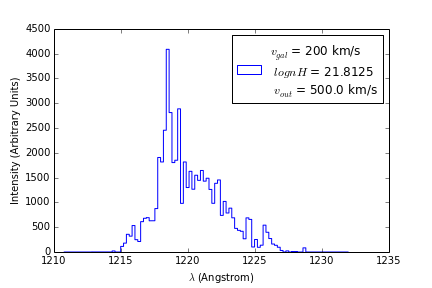 4500
4000
3500
3000
2500
2000
1500
1000
500
0
Intensity (Arbitrary Units)
v_gal = 200 km/s
lognH = 21.8125
v_out = 500.0 km/s
1210 1215 1220 1225 1230 1235
λ (Angstrom)